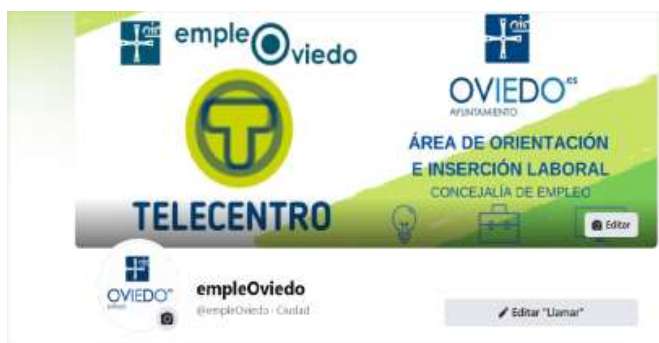 empleOviedo
TELECENTRO
OVIEDO.es
AYUNTAMIENTO
ÁREA DE ORIENTACIÓN
E INSERCIÓN LABORAL
CONCEJALÍA DE EMPLEO
Editar
OVIEDO.es
empleOviedo
@empleOviedo · Ciudad
Editar "Llamar"